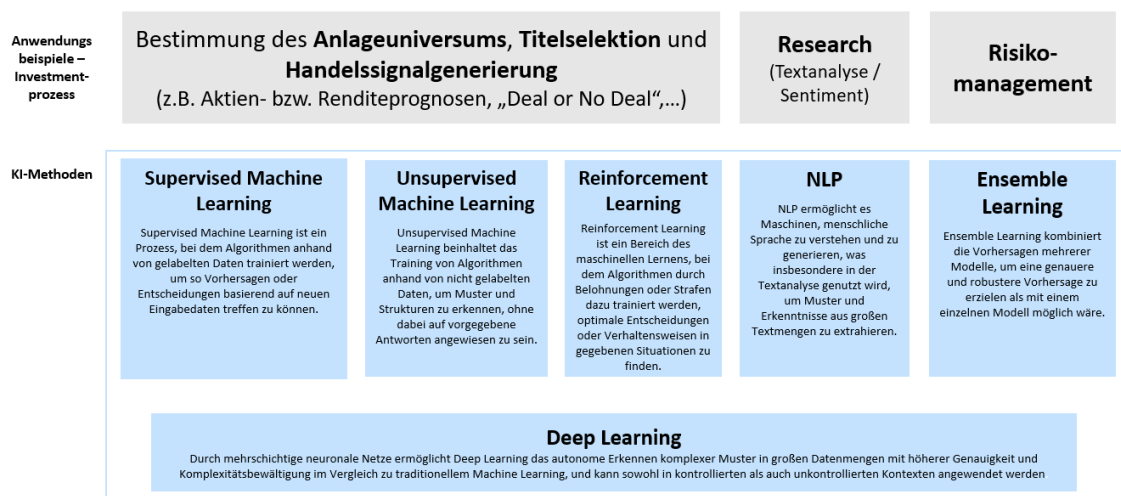 Anwendungs
beispiele –
Investment-
prozess
Bestimmung des Anlageuniversums, Titelselektion und
Handelssignalgenerierung
(z.B. Aktien- bzw. Renditeprognosen, „Deal or No Deal“,...)
Research
(Textanalyse /
Sentiment)
Risiko-
management
KI-Methoden
Supervised Machine
Learning
Supervised Machine Learning ist ein
Prozess, bei dem Algorithmen anhand
von gelabelten Daten trainiert werden,
um so Vorhersagen oder
Entscheidungen basierend auf neuen
Eingabedaten treffen zu können.
Unsupervised
Machine Learning
Unsupervised Machine
Learning beinhaltet das
Training von Algorithmen
anhand von nicht gelabelten
Daten, um Muster und
Strukturen zu erkennen, ohne
dabei auf vorgegebene
Antworten angewiesen zu sein.
Reinforcement
Learning
Reinforcement Learning
ist ein Bereich des
maschinellen Lernens, bei
dem Algorithmen durch
Belohnungen oder Strafen
dazu trainiert werden,
optimale Entscheidungen
oder Verhaltensweisen in
gegebenen Situationen zu
finden.
NLP
NLP ermöglicht es
Maschinen, menschliche
Sprache zu verstehen und zu
generieren, was
insbesondere in der
Textanalyse genutzt wird,
um Muster und
Erkenntnisse aus großen
Textmengen zu extrahieren.
Ensemble
Learning
Ensemble Learning kombiniert
die Vorhersagen mehrerer
Modelle, um eine genauere
und robustere Vorhersage zu
erzielen als mit einem
einzelnen Modell möglich wäre.
Deep Learning
Durch mehrschichtige neuronale Netze ermöglicht Deep Learning das autonome Erkennen komplexer Muster in großen Datenmengen mit höherer Genauigkeit und
Komplexitätsbewältigung im Vergleich zu traditionellem Machine Learning, und kann sowohl in kontrollierten als auch unkontrollierten Kontexten angewendet werden